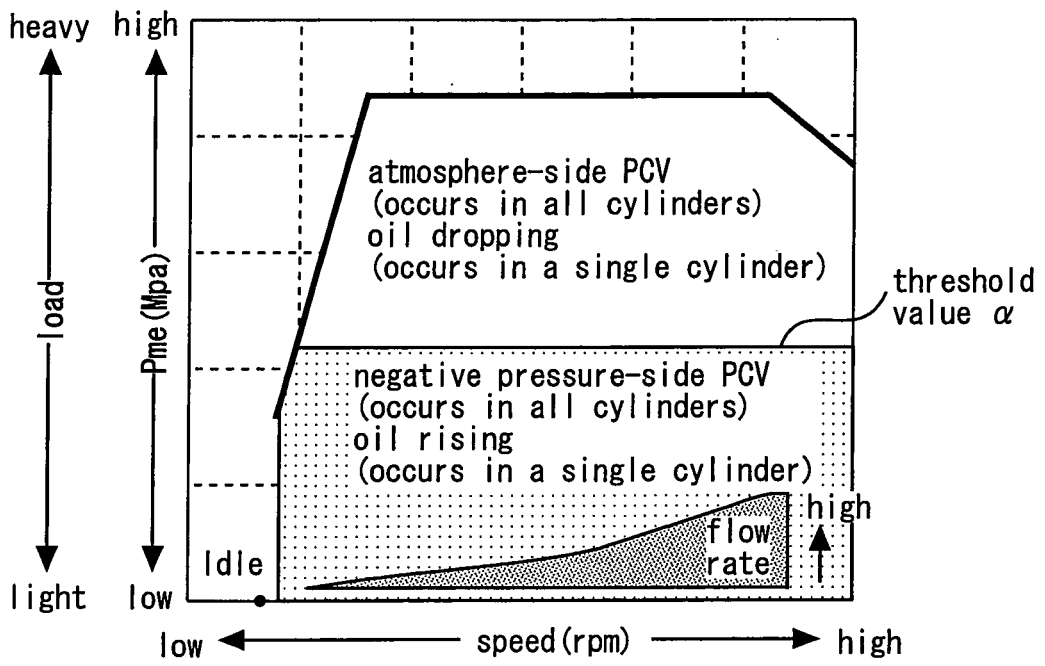 heavy
high
load
Pme(Mpa)
light
low
atmosphere-side PCV
(occurs in all cylinders)
oil dropping
(occurs in a single cylinder)
threshold
value α
negative pressure-side PCV
(occurs in all cylinders)
oil rising
(occurs in a single cylinder)
high
flow
rate
Idle
low
speed(rpm)
high